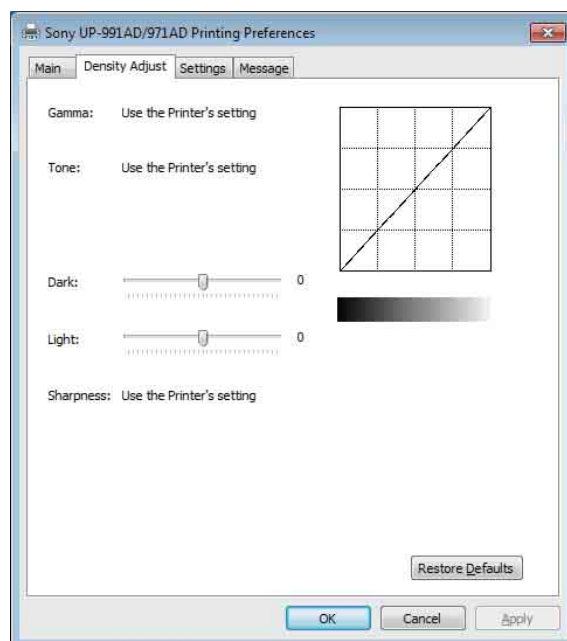 Sony UP-991AD/971AD Printing Preferences
Main Density Adjust Settings Message
Gamma: Use the Printer's setting
Tone: Use the Printer's setting
Dark: 0
Light: 0
Sharpness: Use the Printer's setting
Restore Defaults
OK Cancel Apply